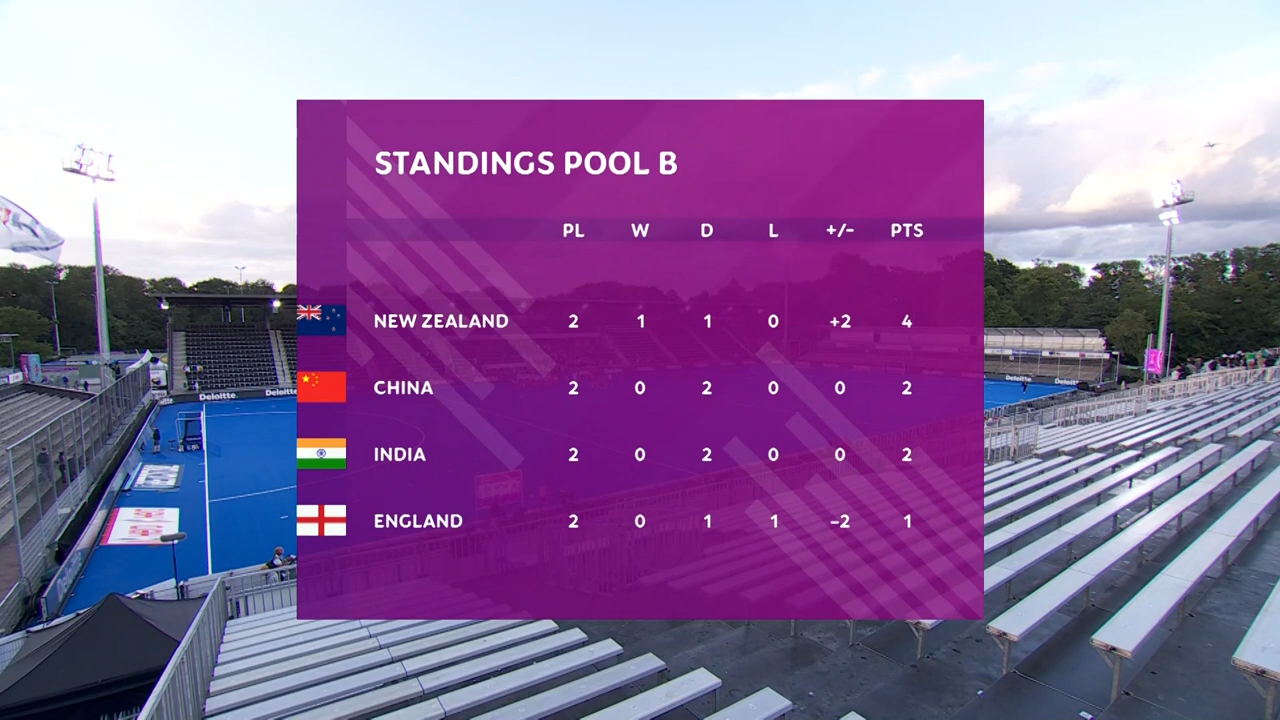 STANDINGS POOL B
PL W D L +/- PTS
NEW ZEALAND 2 1 1 0 +2 4
CHINA 2 0 2 0 0 2
INDIA 2 0 2 0 0 2
ENGLAND 2 0 1 1 -2 1
Deloitte. Deloitte.
Deloitte. Deloitte.